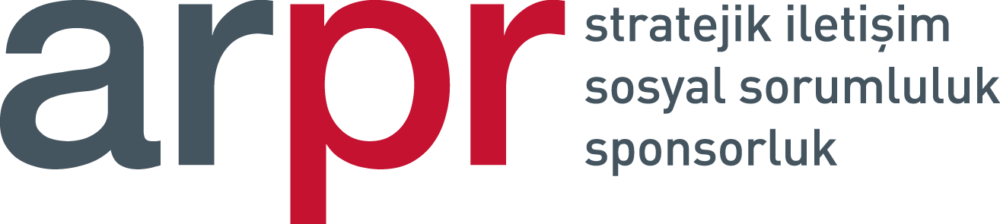 arpr
stratejik iletişim
sosyal sorumluluk
sponsorluk